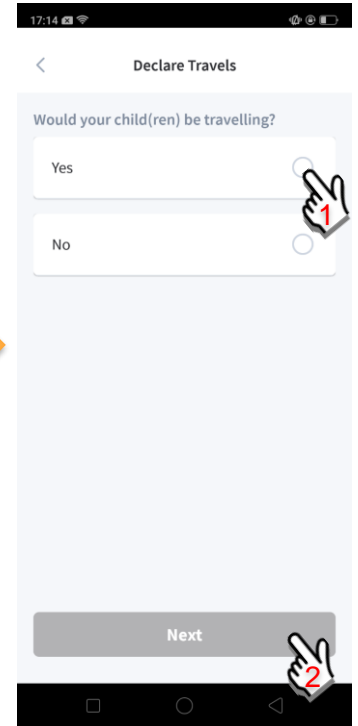 17:14
Declare Travels
Would your child(ren) be travelling?
Yes
1
No
Next
2